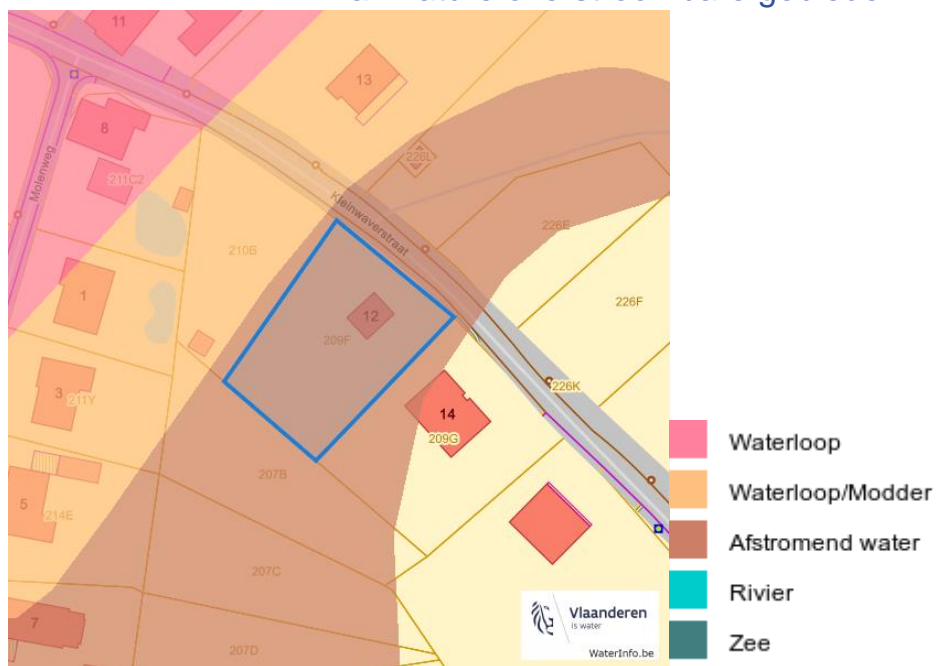 11
13
8
Molenweg
211C2
226L
Kleinwaverstraat
210B
226E
1
12
226F
209F
3
211Y
226K
14
209G
Waterloop
207B
Waterloop/Modder
5
214E
Afstromend water
207C
Vlaanderen
is water
Rivier
7
207D
WaterInfo.be
Zee